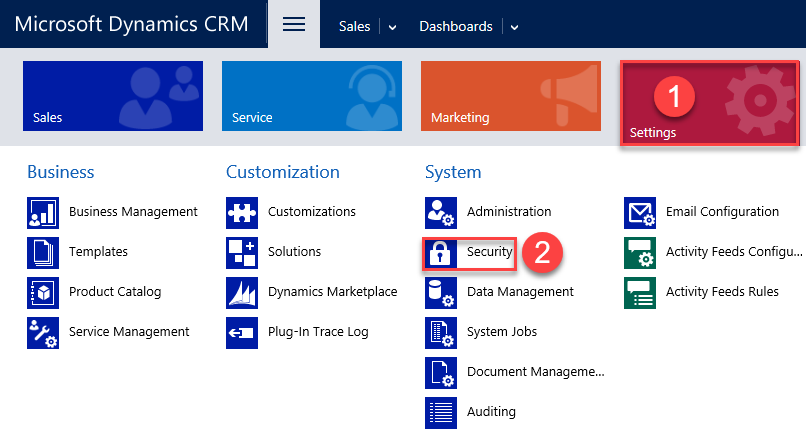 Microsoft Dynamics CRM
Sales
Dashboards
Sales
Service
Marketing
1
Settings
Business
Customization
System
Business Management
Customizations
Administration
Email Configuration
Templates
Solutions
Security
2
Activity Feeds Configu...
Product Catalog
Dynamics Marketplace
Data Management
Activity Feeds Rules
Service Management
Plug-In Trace Log
System Jobs
Document Manageme...
Auditing